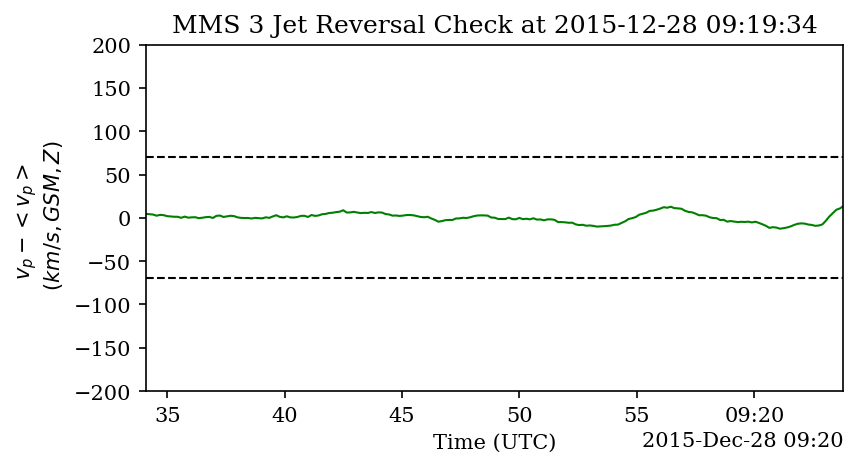 MMS 3 Jet Reversal Check at 2015-12-28 09:19:34
200
150
100
50
0
−50
−100
−150
−200
v_p − < v_p >
(km/s, GSM, Z)
35 40 45 50 55 09:20
Time (UTC)
2015-Dec-28 09:20